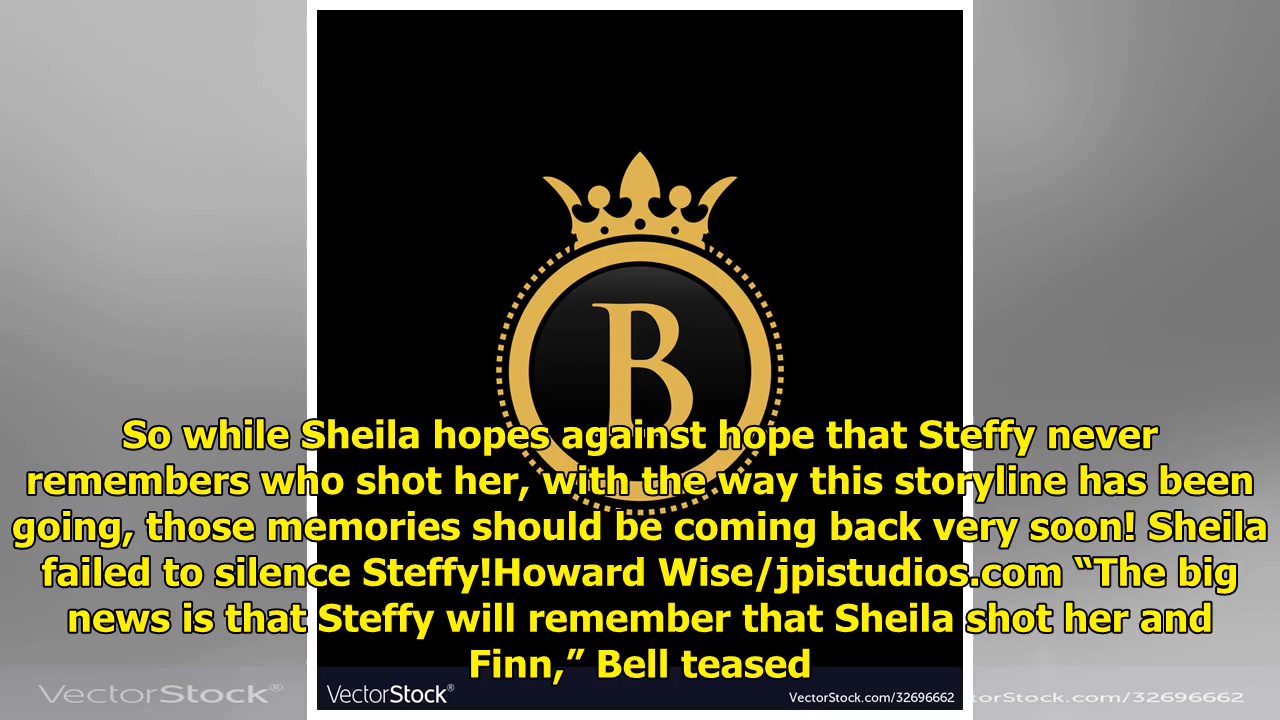 B
So while Sheila hopes against hope that Steffy never
remembers who shot her, with the way this storyline has been
going, those memories should be coming back very soon! Sheila
failed to silence Steffy!Howard Wise/jpistudios.com “The big
news is that Steffy will remember that Sheila shot her and
Finn,” Bell teased
VectorStock®
VectorStock®
VectorStock.com/32696662
ctorStock.com/32696662